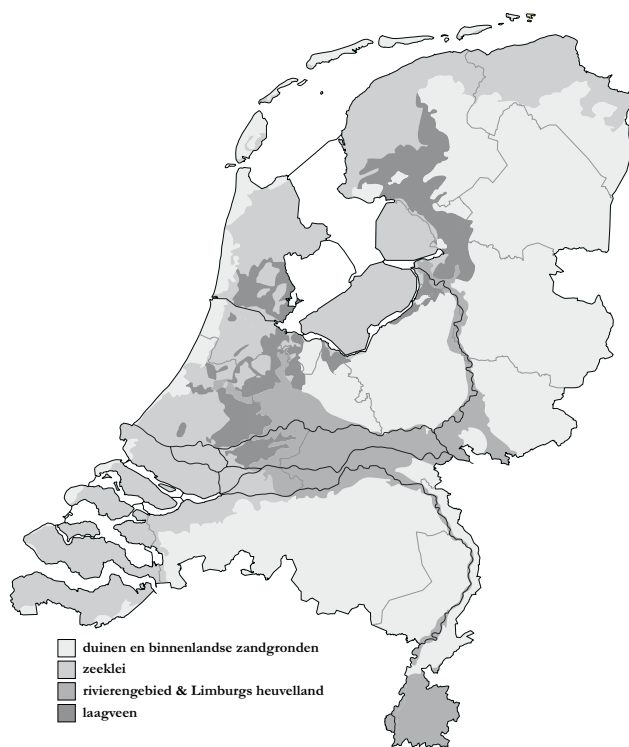 duinen en binnenlandse zandgronden
zeeklei
rivierengebied & Limburgs heuvelland
laagveen